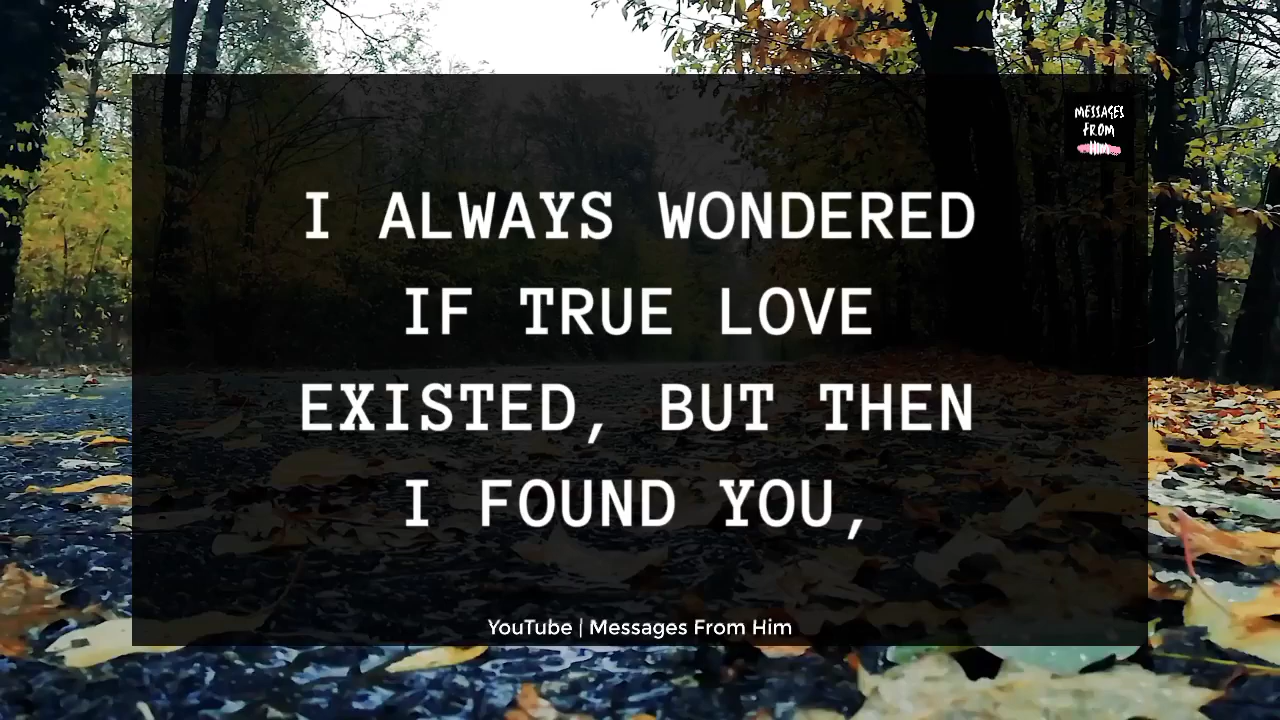 MESSAGES
FROM
HIM
I ALWAYS WONDERED
IF TRUE LOVE
EXISTED, BUT THEN
I FOUND YOU,
YouTube | Messages From Him